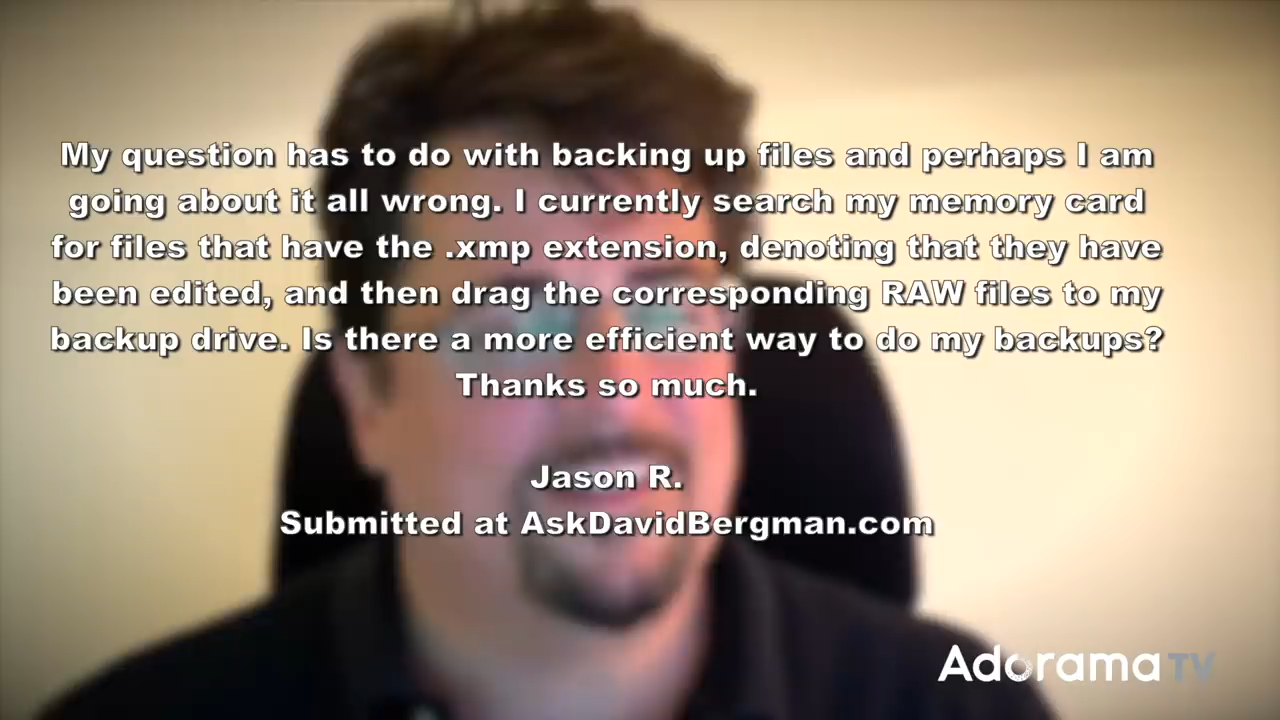 My question has to do with backing up files and perhaps I am
going about it all wrong. I currently search my memory card
for files that have the .xmp extension, denoting that they have
been edited, and then drag the corresponding RAW files to my
backup drive. Is there a more efficient way to do my backups?
Thanks so much.
Jason R.
Submitted at AskDavidBergman.com
Adorama TV